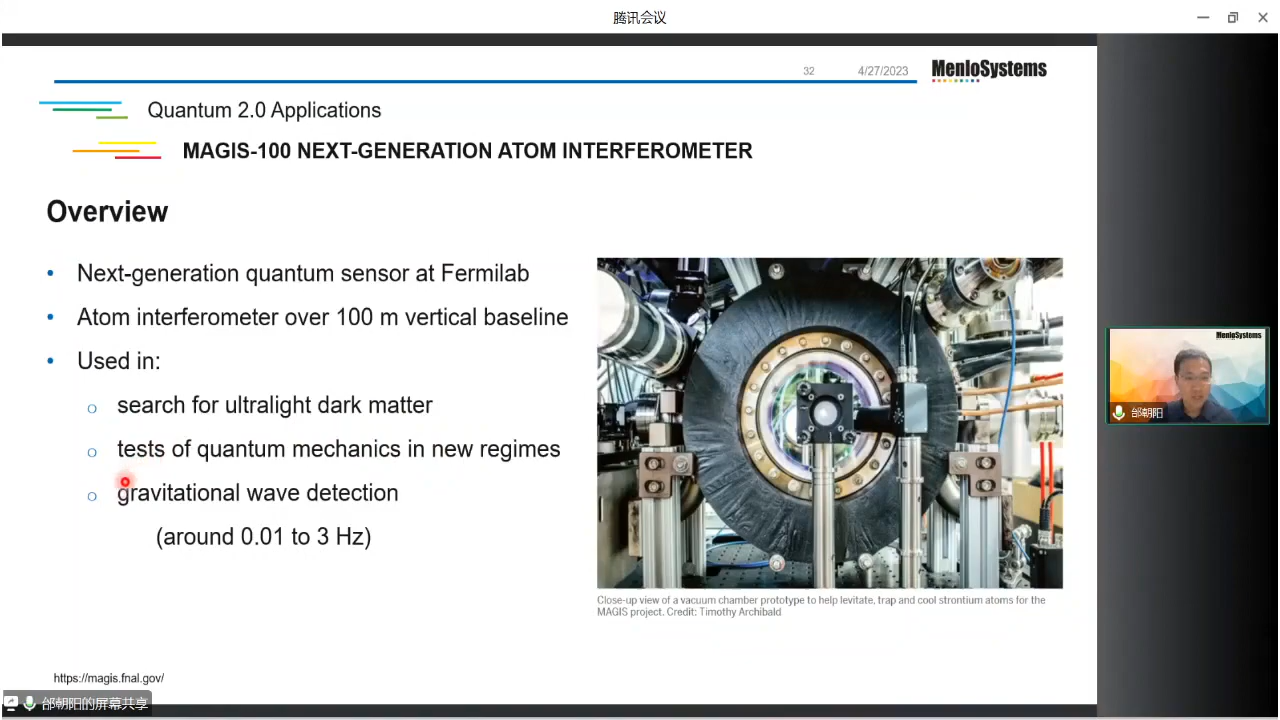 腾讯会议
32
4/27/2023
MenloSystems
Quantum 2.0 Applications
MAGIS-100 NEXT-GENERATION ATOM INTERFEROMETER
Overview
• Next-generation quantum sensor at Fermilab
• Atom interferometer over 100 m vertical baseline
• Used in:
o search for ultralight dark matter
o tests of quantum mechanics in new regimes
o gravitational wave detection
(around 0.01 to 3 Hz)
Close-up view of a vacuum chamber prototype to help levitate, trap and cool strontium atoms for the
MAGIS project. Credit: Timothy Archibald
MenloSystems
邰朝阳
https://magis.fnal.gov/
邰朝阳的屏幕共享